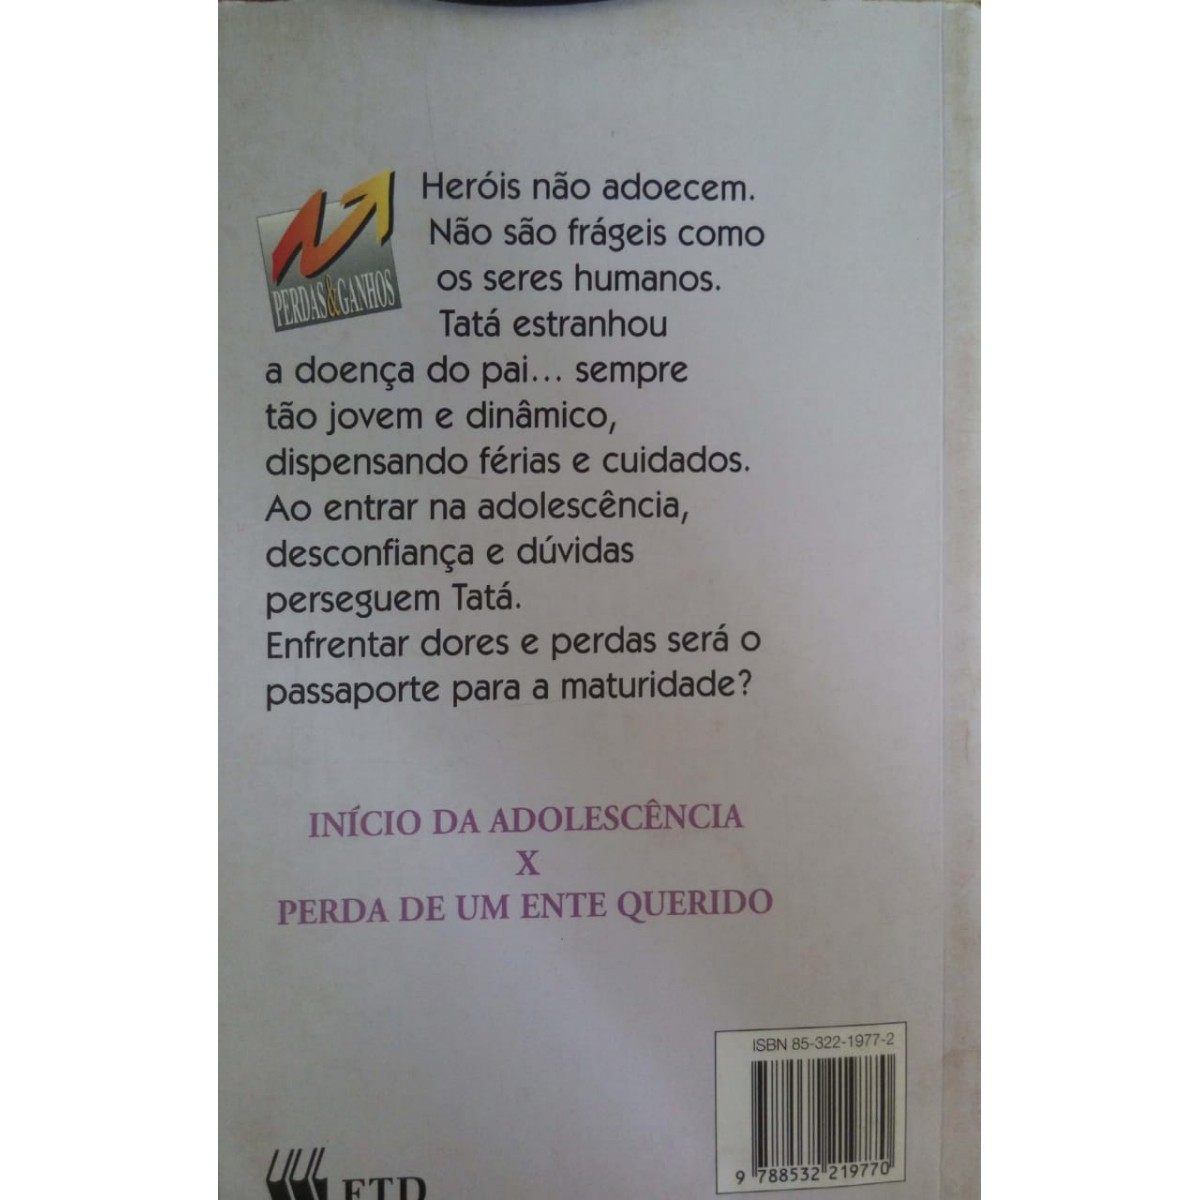 Heróis não adoecem.
Não são frágeis como
os seres humanos.
PERDAS&GANHOS
Tatá estranhou
a doença do pai... sempre
tão jovem e dinâmico,
dispensando férias e cuidados.
Ao entrar na adolescência,
desconfiança e dúvidas
perseguem Tatá.
Enfrentar dores e perdas será o
passaporte para a maturidade?
INÍCIO DA ADOLESCÊNCIA
X
PERDA DE UM ENTE QUERIDO
ISBN 85-322-1977-2
9 788532 219770
FTD